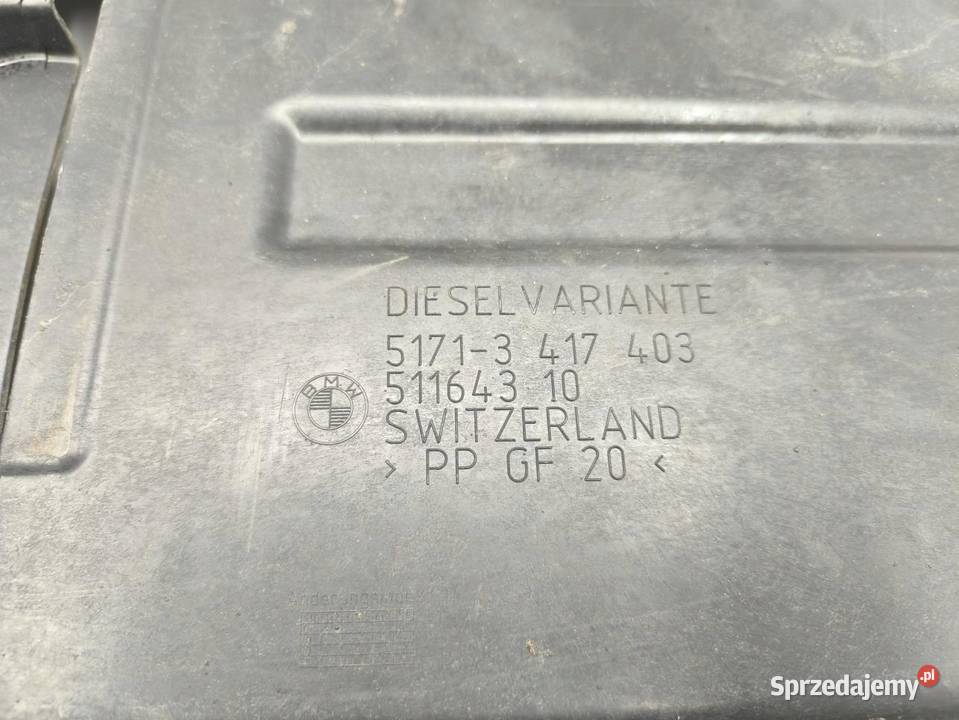 DIESELVARIANTE
5171-3 417 403
511643 10
BMW
SWITZERLAND
> PP GF 20 <
Sprzedajemy.pl